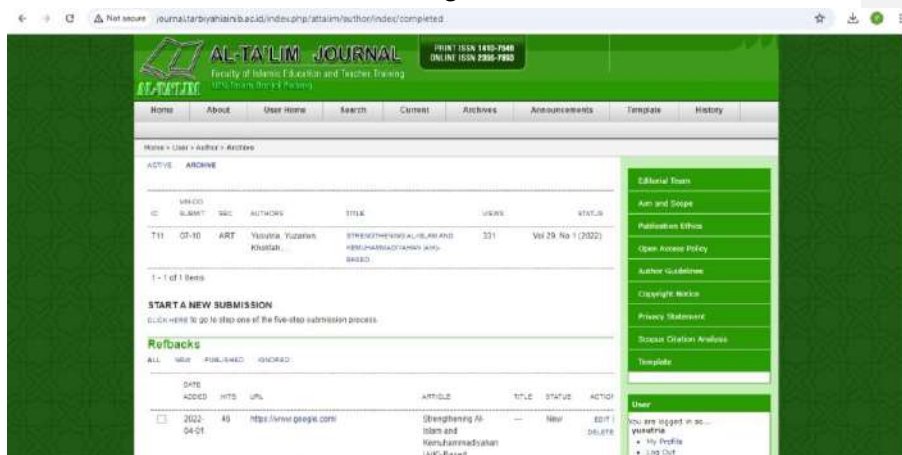 Not secure journal.tarbiyahiainib.ac.id/index.php/attalim/author/index/completed
AL-TA'LIM JOURNAL
Faculty of Islamic Education and Teacher Training
PRINT ISSN 1410-7546
ONLINE ISSN 2355-7893
AL-TA'LIM
Home About User Home Search Current Archives Announcements Template History
Home > User > Author > Archive
ACTIVE ARCHIVE
ID MM-DD SUBMIT SEC AUTHORS TITLE VIEWS STATUS
711 07-10 ART Yusutria, Yuzarion, Khoitah, STRENGTHENING AL-ISLAM AND KEMUHAMMADIYAHAN (AIK)-BASED 331 Vol 29, No 1 (2022)
1 - 1 of 1 Items
START A NEW SUBMISSION
CLICK HERE to go to step one of the five-step submission process.
Refbacks
ALL NEW PUBLISHED IGNORED
DATE ADDED HITS URL ARTICLE TITLE STATUS ACTION
2022-04-01 https://www.google.com/ Strengthening Al-Islam and Kemuhammadiyahan (AIK)-Based --- New EDIT DELETE
Editorial Team
Aim and Scope
Publication Ethics
Open Access Policy
Author Guidelines
Copyright Notice
Privacy Statement
Scopus Citation Analysis
Template
User
You are logged in as...
yusutria
My Profile
Log Out